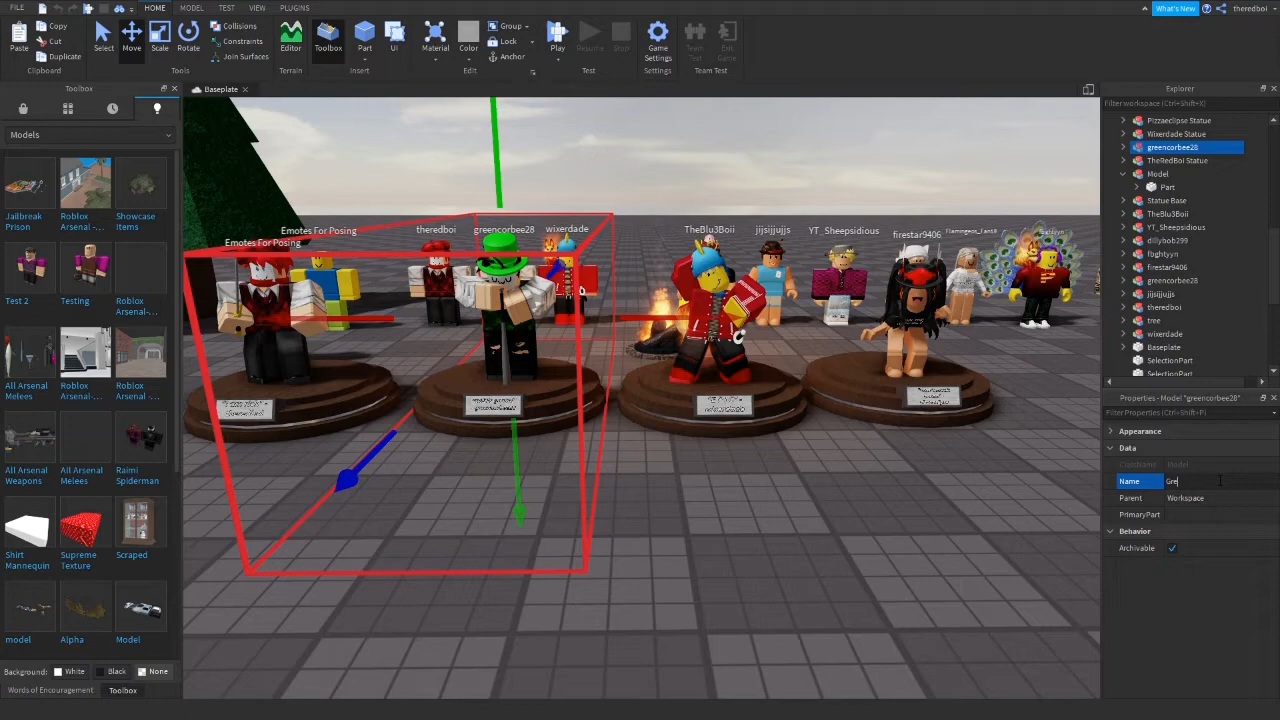 FILE HOME MODEL TEST VIEW PLUGINS What's New theredboi
Paste Copy Cut Duplicate Select Move Scale Rotate Collisions Constraints Join Surfaces Editor Toolbox Part UI Material Color Group Lock Anchor Play Resume Stop Game Settings Team Test Exit Game
Clipboard Tools Terrain Insert Edit Test Settings Team Test
Toolbox
Baseplate
Models
Jailbreak Prison
Roblox Arsenal -...
Showcase Items
Test 2
Testing
Roblox Arsenal-...
All Arsenal Melees
Roblox Arsenal-...
Roblox Arsenal-...
All Arsenal Weapons
All Arsenal Melees
Raimi Spiderman
Shirt Mannequin
Supreme Texture
Scraped
model
Alpha
Model
Background: White Black None
Words of Encouragement Toolbox
Emotes For Posing
Emotes For Posing
theredboi
greencorbee28
wixerdade
TheBlu3Boii
jijsijjujjs
YT_Sheepsidious
firestar9406
fbghtyyn
Explorer
Filter workspace (Ctrl+Shift+X)
Pizzaeclipse Statue
Wixerdade Statue
greencorbee28
TheRedBoi Statue
Model
Part
Statue Base
TheBlu3Boii
YT_Sheepsidious
dillybob299
fbghtyyn
firestar9406
greencorbee28
jijsijjujjs
theredboi
tree
wixerdade
Baseplate
SelectionPart
SelectionPart
Properties - Model "greencorbee28"
Filter Properties (Ctrl+Shift+P)
Appearance
Data
ClassName Model
Name Gre
Parent Workspace
PrimaryPart
Behavior
Archivable